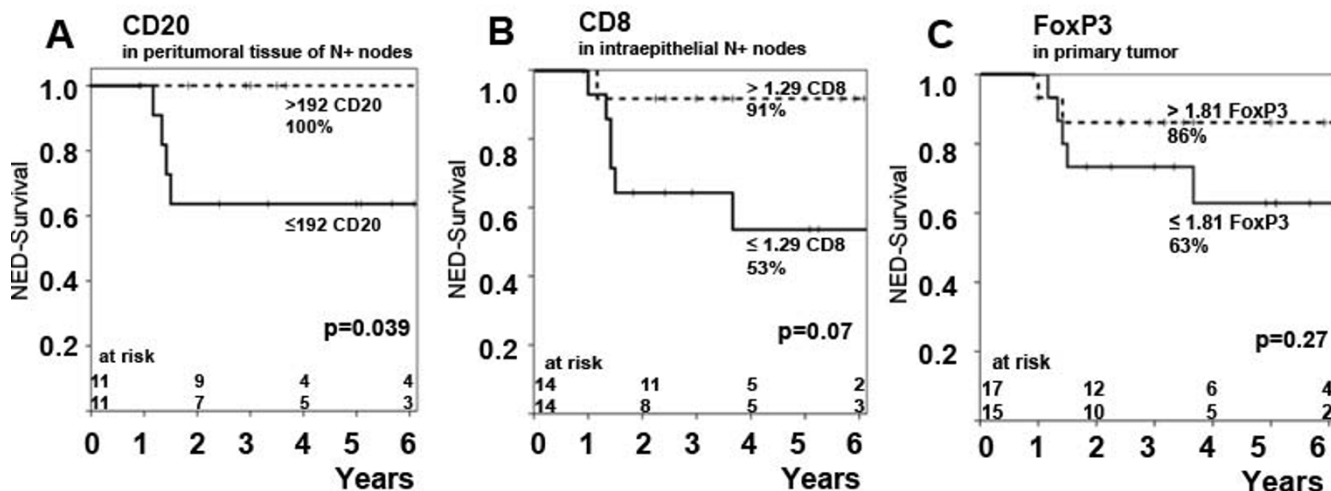 A
CD20
in peritumoral tissue of N+ nodes
NED-Survival
1.0
0.8
0.6
0.4
0.2
>192 CD20
100%
≤192 CD20
p=0.039
at risk
11 9 4 4
11 7 5 3
0 1 2 3 4 5 6
Years
B
CD8
in intraepithelial N+ nodes
NED-Survival
1.0
0.8
0.6
0.4
0.2
> 1.29 CD8
91%
≤ 1.29 CD8
53%
p=0.07
at risk
14 11 5 2
14 8 5 3
0 1 2 3 4 5 6
Years
C
FoxP3
in primary tumor
NED-Survival
1.0
0.8
0.6
0.4
0.2
> 1.81 FoxP3
86%
≤ 1.81 FoxP3
63%
p=0.27
at risk
17 12 6 4
15 10 5 2
0 1 2 3 4 5 6
Years